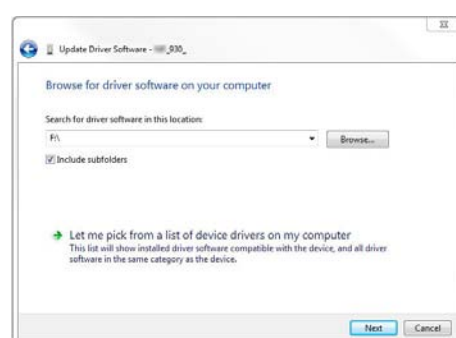 Update Driver Software - _930_
Browse for driver software on your computer
Search for driver software in this location:
F:\
Browse...
Include subfolders
Let me pick from a list of device drivers on my computer
This list will show installed driver software compatible with the device, and all driver
software in the same category as the device.
Next
Cancel